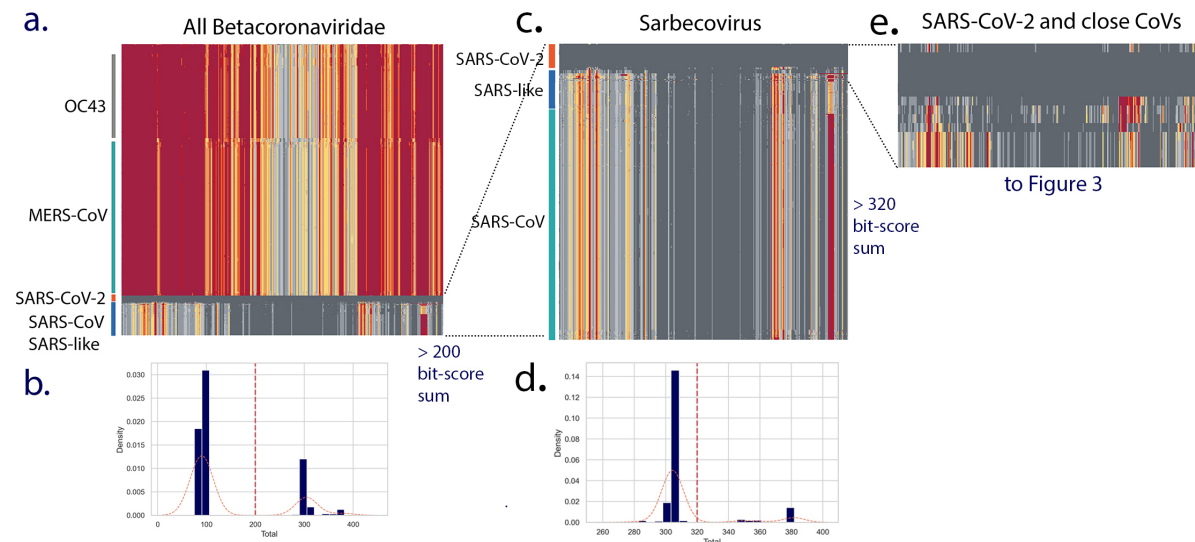 a.
All Betacoronaviridae
OC43
MERS-CoV
SARS-CoV-2
SARS-CoV
SARS-like
> 200
bit-score
sum
b.
Density
0.030
0.025
0.020
0.015
0.010
0.005
0.000
0 100 200 300 400
Total
c.
Sarbecovirus
SARS-CoV-2
SARS-like
SARS-CoV
> 320
bit-score
sum
d.
Density
0.14
0.12
0.10
0.08
0.06
0.04
0.02
0.00
260 280 300 320 340 360 380 400
Total
e.
SARS-CoV-2 and close CoVs
to Figure 3